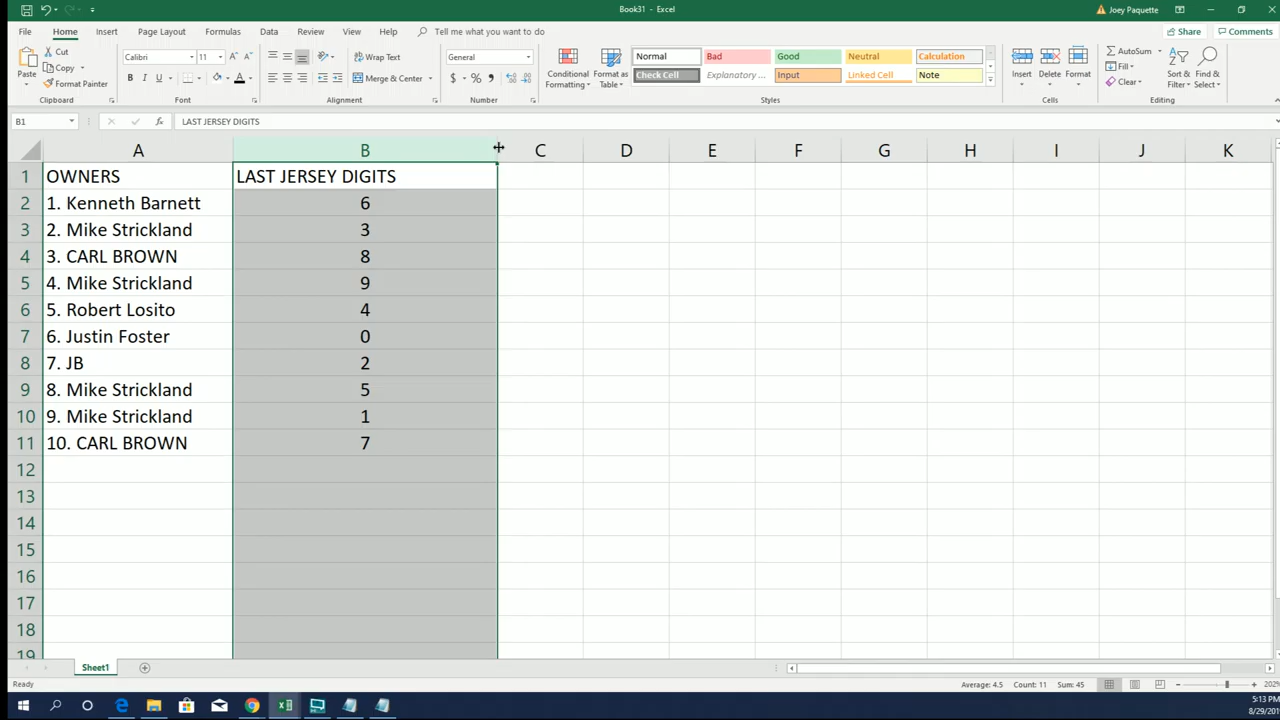 Book31 - Excel
Joey Paquette
File Home Insert Page Layout Formulas Data Review View Help Tell me what you want to do
Share Comments
Paste
Cut
Copy
Format Painter
Clipboard
Calibri 11
B I U A
Font
Wrap Text
Merge & Center
Alignment
General
$ % ,
Number
Conditional Formatting
Format as Table
Normal Bad Good Neutral Calculation
Check Cell Explanatory ... Input Linked Cell Note
Styles
Insert Delete Format
Cells
AutoSum
Fill
Clear
Sort & Filter
Find & Select
Editing
B1 fx LAST JERSEY DIGITS
A B C D E F G H I J K
1 OWNERS LAST JERSEY DIGITS
2 1. Kenneth Barnett 6
3 2. Mike Strickland 3
4 3. CARL BROWN 8
5 4. Mike Strickland 9
6 5. Robert Losito 4
7 6. Justin Foster 0
8 7. JB 2
9 8. Mike Strickland 5
10 9. Mike Strickland 1
11 10. CARL BROWN 7
12
13
14
15
16
17
18
19
Sheet1
Ready Average: 4.5 Count: 11 Sum: 45
5:13 PM